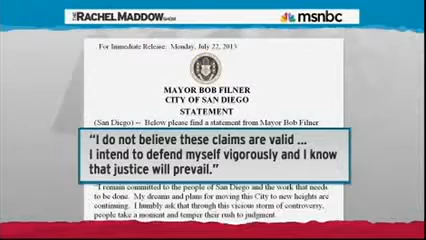 THE RACHEL MADDOW SHOW
msnbc
For Immediate Release: Monday, July 22, 2013
MAYOR BOB FILNER
CITY OF SAN DIEGO
STATEMENT
(San Diego) -- Below please find a statement from Mayor Bob Filner
"I do not believe these claims are valid ...
I intend to defend myself vigorously and I know
that justice will prevail."
"I remain committed to the people of San Diego and the work that needs
to be done. My dreams and plans for moving this City to new heights are
continuing. I humbly ask that through this vicious storm of controversy,
people take a moment and temper their rush to judgment.